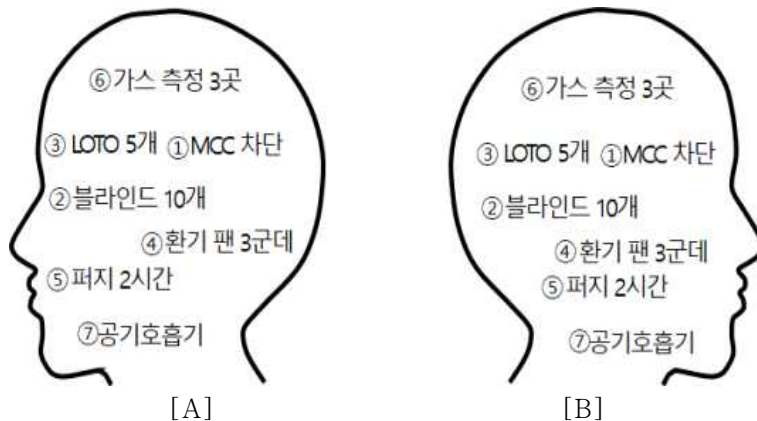 ⑥가스 측정 3곳
③ LOTO 5개 ①MCC 차단
②블라인드 10개
④환기 팬 3군데
⑤퍼지 2시간
⑦공기호흡기
[A]
⑥가스 측정 3곳
③ LOTO 5개 ①MCC 차단
②블라인드 10개
④환기 팬 3군데
⑤퍼지 2시간
⑦공기호흡기
[B]